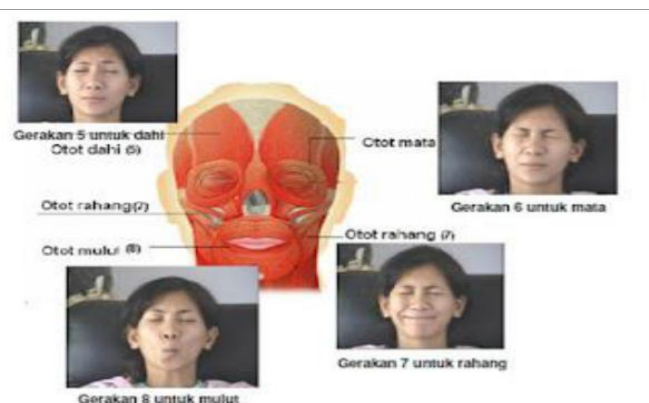 Gerakan 5 untuk dahi
Otot dahi (5)
Otot mata
Gerakan 6 untuk mata
Otot rahang(7)
Otot rahang (7)
Otot mulut (8)
Gerakan 7 untuk rahang
Gerakan 8 untuk mulut